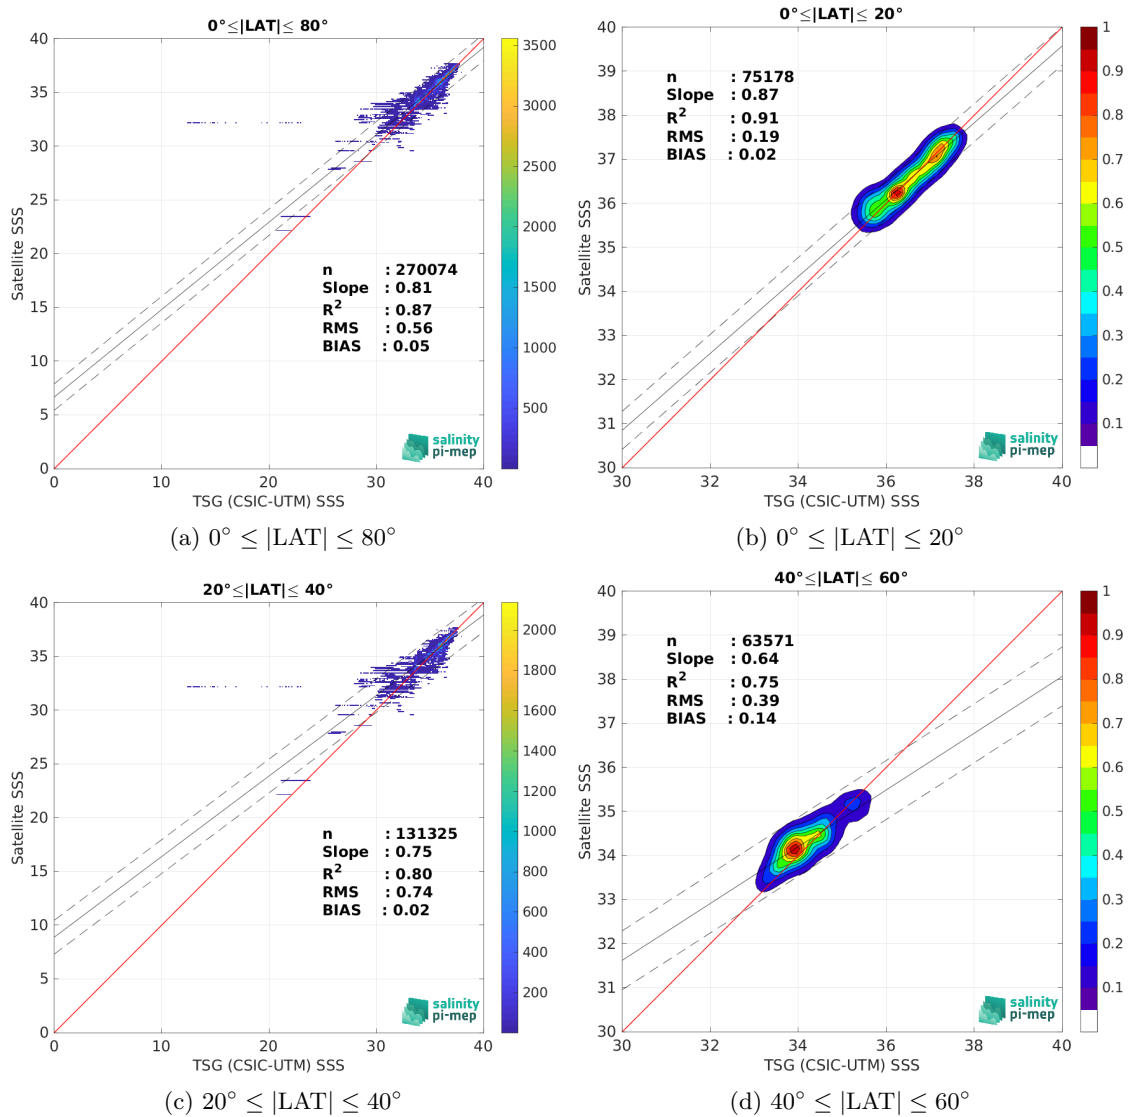 0°≤|LAT|≤ 80°
40
35
30
25
20
15
10
5
0
Satellite SSS
n : 270074
Slope : 0.81
R² : 0.87
RMS : 0.56
BIAS : 0.05
salinity
pi-mep
0 10 20 30 40
TSG (CSIC-UTM) SSS
3500
3000
2500
2000
1500
1000
500
(a) 0° ≤ |LAT| ≤ 80°
0°≤|LAT|≤ 20°
40
39
38
37
36
35
34
33
32
31
30
Satellite SSS
n : 75178
Slope : 0.87
R² : 0.91
RMS : 0.19
BIAS : 0.02
salinity
pi-mep
30 32 34 36 38 40
TSG (CSIC-UTM) SSS
1
0.9
0.8
0.7
0.6
0.5
0.4
0.3
0.2
0.1
(b) 0° ≤ |LAT| ≤ 20°
20°≤|LAT|≤ 40°
40
35
30
25
20
15
10
5
0
Satellite SSS
n : 131325
Slope : 0.75
R² : 0.80
RMS : 0.74
BIAS : 0.02
salinity
pi-mep
0 10 20 30 40
TSG (CSIC-UTM) SSS
2000
1800
1600
1400
1200
1000
800
600
400
200
(c) 20° ≤ |LAT| ≤ 40°
40°≤|LAT|≤ 60°
40
39
38
37
36
35
34
33
32
31
30
Satellite SSS
n : 63571
Slope : 0.64
R² : 0.75
RMS : 0.39
BIAS : 0.14
salinity
pi-mep
30 32 34 36 38 40
TSG (CSIC-UTM) SSS
1
0.9
0.8
0.7
0.6
0.5
0.4
0.3
0.2
0.1
(d) 40° ≤ |LAT| ≤ 60°